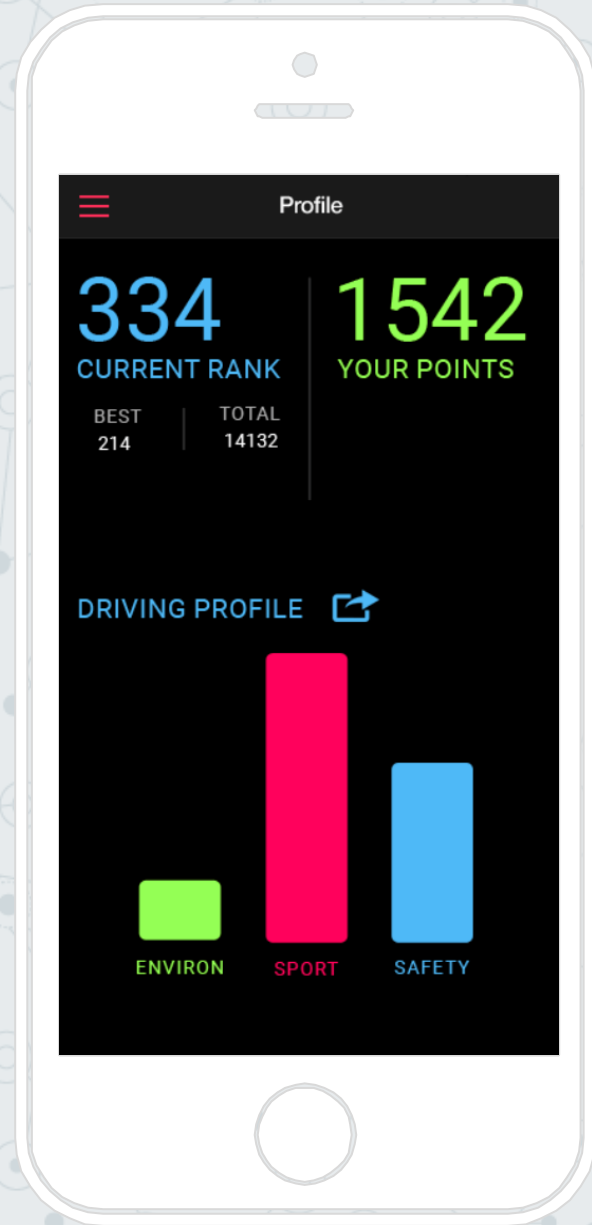 Profile
334
CURRENT RANK
BEST
214
TOTAL
14132
1542
YOUR POINTS
DRIVING PROFILE
ENVIRON
SPORT
SAFETY